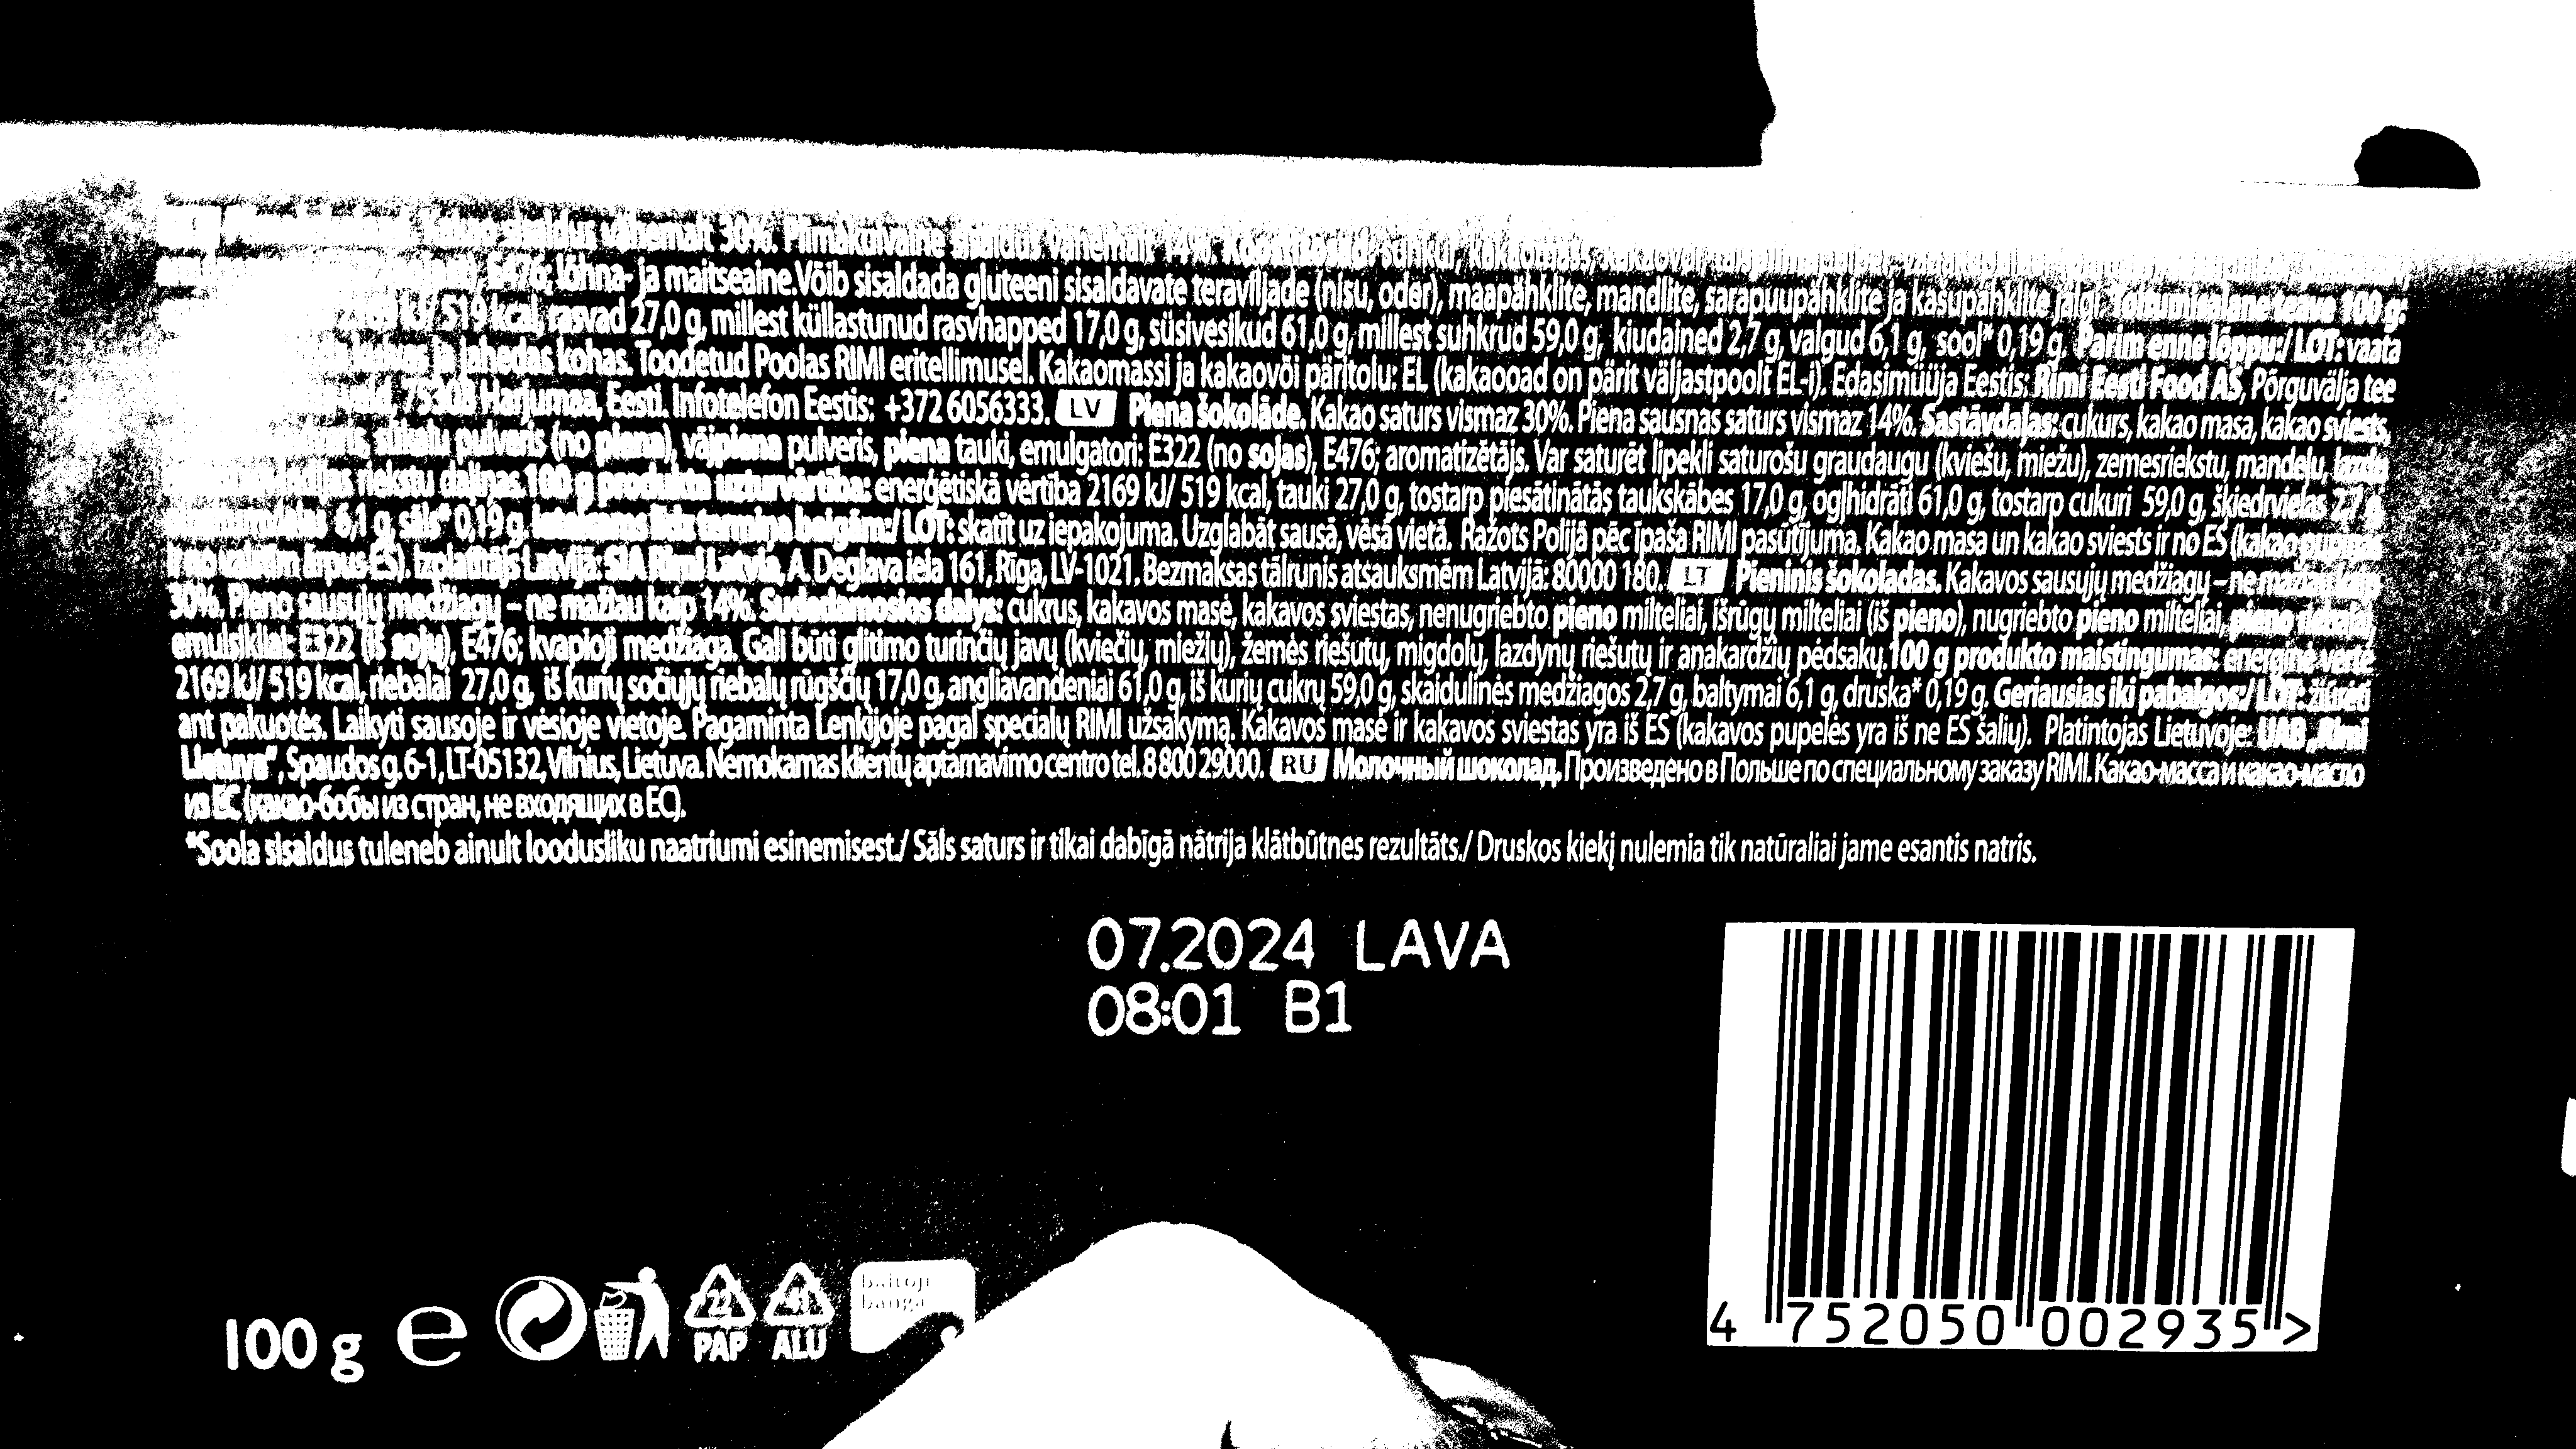 sisaldus vähemalt 30%. Piimakuivaine sisaldus vähemalt 14%.
E476; lõhna- ja maitseaine. Võib sisaldada gluteeni sisaldavate teraviljade (nisu, oder), maapähklite, mandlite, sarapuupähklite ja kašupähklite jälgi. Toitumisalane teave 100 g:
kJ/ 519 kcal, rasvad 27,0 g, millest küllastunud rasvhapped 17,0 g, süsivesikud 61,0 g, millest suhkrud 59,0 g, kiudained 2,7 g, valgud 6,1 g, sool* 0,19 g. Parim enne lõppu:/ LOT: vaata
ja jahedas kohas. Toodetud Poolas RIMI eritellimusel. Kakaomassi ja kakaovõi päritolu: EL (kakaooad on pärit väljastpoolt EL-i). Edasimüüja Eestis: Rimi Eesti Food AS, Põrguvälja tee
75308 Harjumaa, Eesti. Infotelefon Eestis: +372 6056333. LV Piena šokolāde. Kakao saturs vismaz 30%. Piena sausnas saturs vismaz 14%. Sastāvdaļas: cukurs, kakao masa, kakao sviests,
sūkalu pulveris (no piena), vājpiena pulveris, piena tauki, emulgatori: E322 (no sojas), E476; aromatizētājs. Var saturēt lipekli saturošu graudaugu (kviešu, miežu), zemesriekstu, mandeļu, lazdu
riekstu daļiņas. 100 g produkta uzturvērtība: enerģētiskā vērtība 2169 kJ/ 519 kcal, tauki 27,0 g, tostarp piesātinātās taukskābes 17,0 g, ogļhidrāti 61,0 g, tostarp cukuri 59,0 g, šķiedrvielas 2,7 g,
6,1 g, sāls* 0,19 g. Ieteicams līdz termiņa beigām:/ LOT: skatīt uz iepakojuma. Uzglabāt sausā, vēsā vietā. Ražots Polijā pēc īpaša RIMI pasūtījuma. Kakao masa un kakao sviests ir no ES (kakao pupiņas
ir no valstīm ārpus ES). Izplatītājs Latvijā: SIA Rimi Latvia, A. Deglava iela 161, Rīga, LV-1021. Bezmaksas tālrunis atsauksmēm Latvijā: 80000 180. LT Pieninis šokoladas. Kakavos sausųjų medžiagų – ne mažiau kaip
30%. Pieno sausųjų medžiagų – ne mažiau kaip 14%. Sudedamosios dalys: cukrus, kakavos masė, kakavos sviestas, nenugriebto pieno milteliai, išrūgų milteliai (iš pieno), nugriebto pieno milteliai, pieno riebalai,
emulsikliai: E322 (iš sojų), E476; kvapioji medžiaga. Gali būti glitimo turinčių javų (kviečių, miežių), žemės riešutų, migdolų, lazdynų riešutų ir anakardžių pėdsakų. 100 g produkto maistingumas: energinė vertė
2169 kJ/ 519 kcal, riebalai 27,0 g, iš kurių sočiųjų riebalų rūgščių 17,0 g, angliavandeniai 61,0 g, iš kurių cukrų 59,0 g, skaidulinės medžiagos 2,7 g, baltymai 6,1 g, druska* 0,19 g. Geriausias iki pabaigos:/ LOT: žiūrėti
ant pakuotės. Laikyti sausoje ir vėsioje vietoje. Pagaminta Lenkijoje pagal specialų RIMI užsakymą. Kakavos masė ir kakavos sviestas yra iš ES (kakavos pupelės yra iš ne ES šalių). Platintojas Lietuvoje: UAB „Rimi
Lietuva", Spaudos g. 6-1, LT-05132, Vilnius, Lietuva. Nemokamas klientų aptarnavimo centro tel. 8 800 29000. RU Молочный шоколад. Произведено в Польше по специальному заказу RIMI. Какао-масса и какао-масло
из ЕС (какао-бобы из стран, не входящих в ЕС).
*Soola sisaldus tuleneb ainult loodusliku naatriumi esinemisest./ Sāls saturs ir tikai dabīgā nātrija klātbūtnes rezultāts./ Druskos kiekį nulemia tik natūraliai jame esantis natris.
07.2024 LAVA
08:01 B1
100 g e
22 PAP
41 ALU
baltoji
banga
4 752050 002935 >